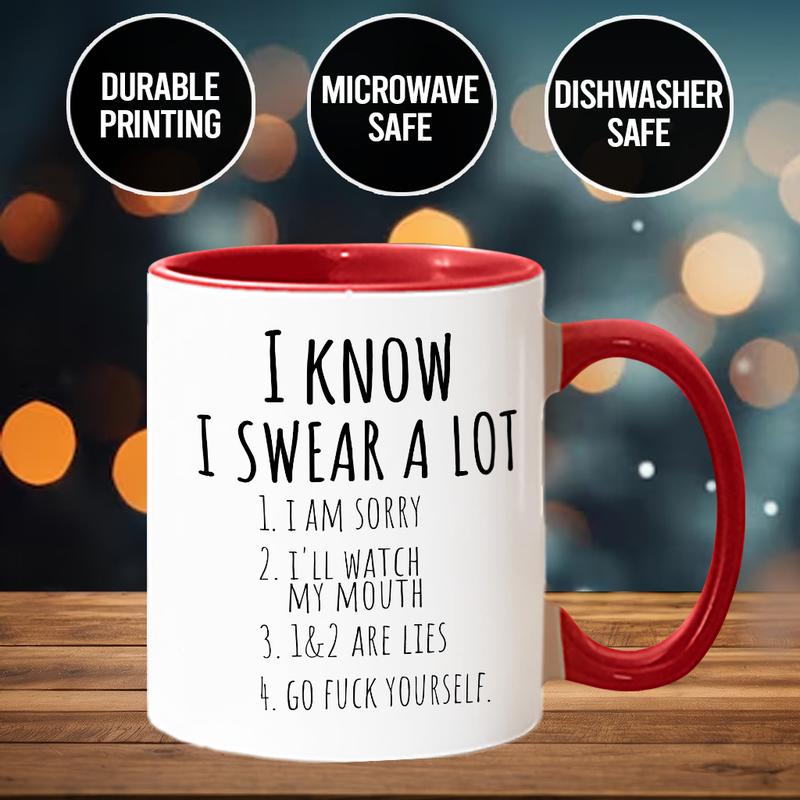 DURABLE
PRINTING
MICROWAVE
SAFE
DISHWASHER
SAFE
I KNOW
I SWEAR A LOT
1. I AM SORRY
2. I'LL WATCH
MY MOUTH
3. 1&2 ARE LIES
4. GO FUCK YOURSELF.